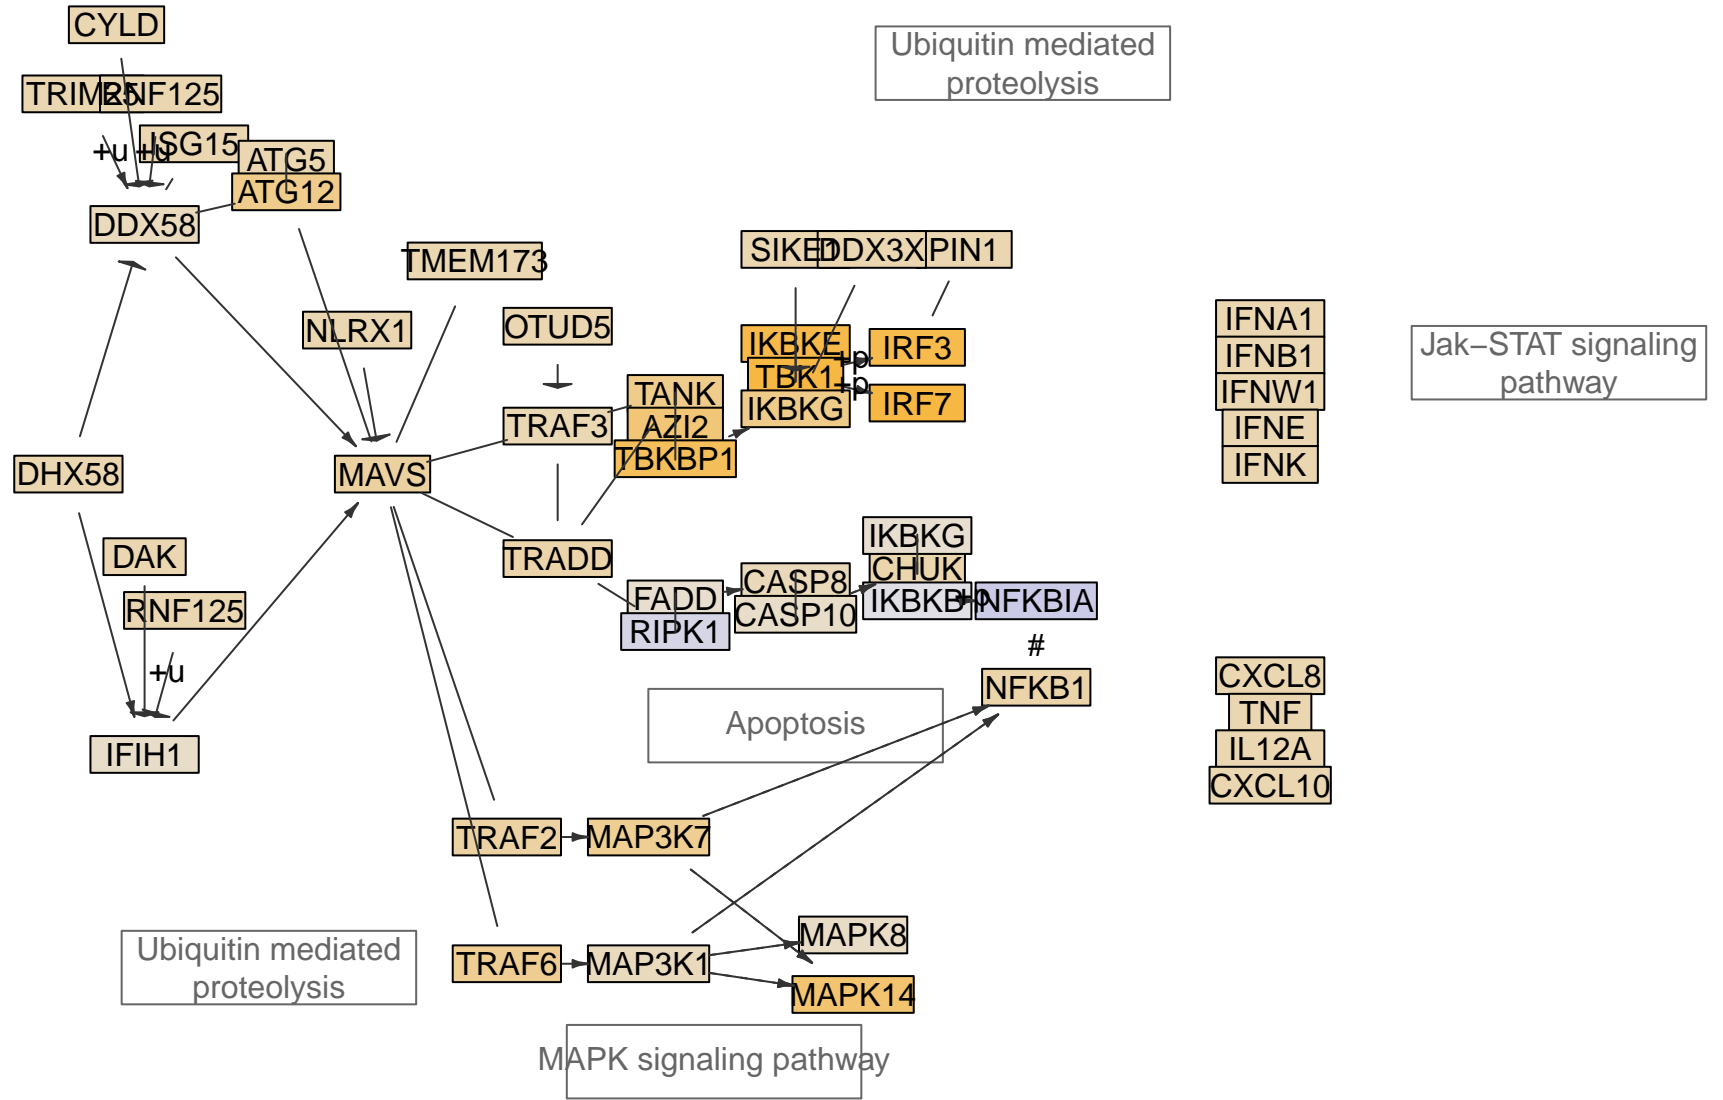 CYLD
Ubiquitin mediated
proteolysis
TRIM25
RNF125
+u
+u
ISG15
ATG5
ATG12
DDX58
TMEM173
SIKE1
DDX3X
PIN1
NLRX1
OTUD5
IKBKE
+p
IRF3
TBK1
+p
IRF7
IKBKG
IFNA1
IFNB1
IFNW1
IFNE
IFNK
Jak−STAT signaling
pathway
TANK
AZI2
TBKBP1
TRAF3
DHX58
MAVS
DAK
RNF125
+u
TRADD
IKBKG
CHUK
IKBKB
+p
NFKBIA
CASP8
CASP10
FADD
RIPK1
#
NFKB1
CXCL8
TNF
IL12A
CXCL10
Apoptosis
IFIH1
TRAF2
MAP3K7
MAPK8
TRAF6
MAP3K1
MAPK14
Ubiquitin mediated
proteolysis
MAPK signaling pathway